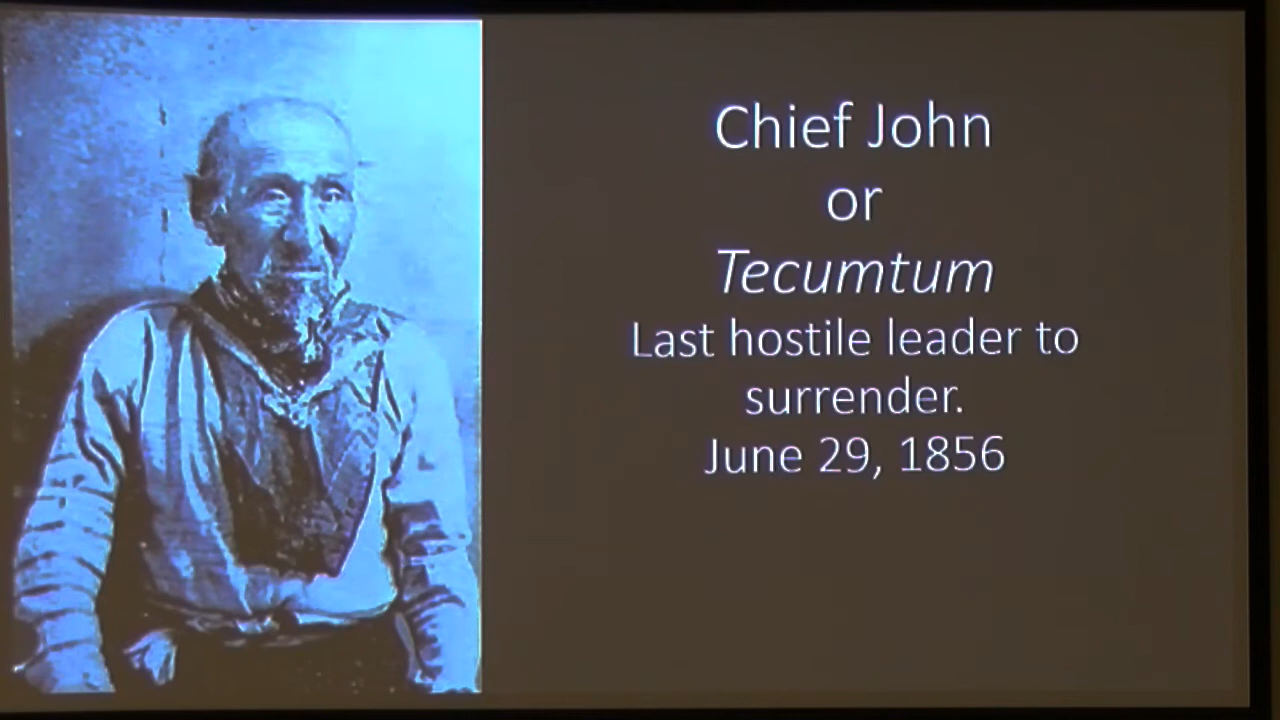 Chief John
or
Tecumtum
Last hostile leader to
surrender.
June 29, 1856